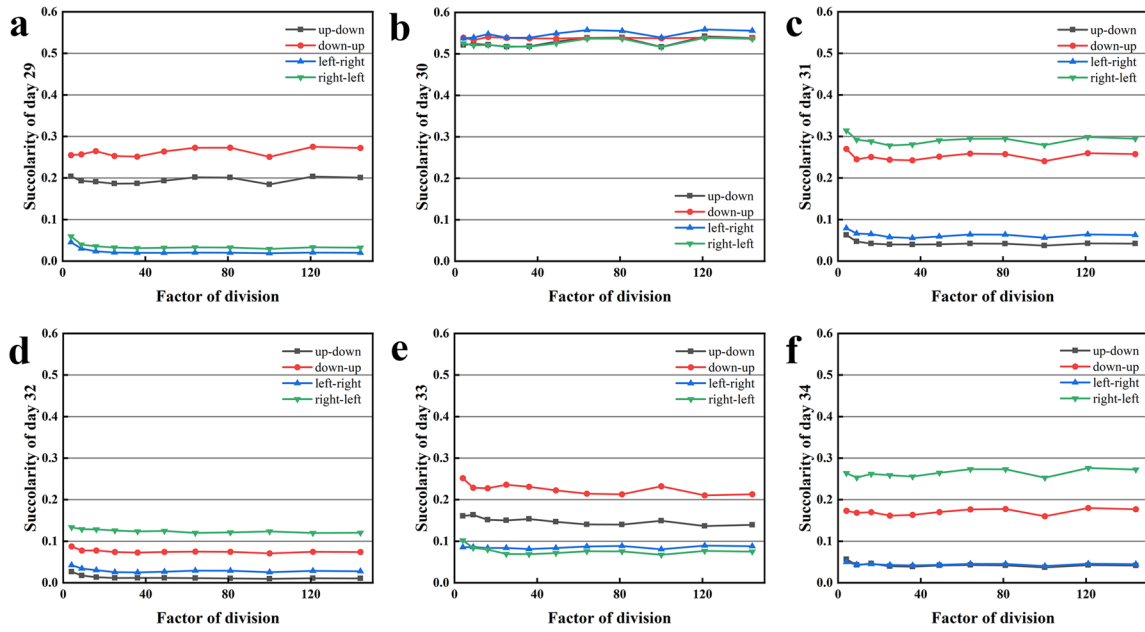 a
Succolarity of day 29
0.6
0.5
0.4
0.3
0.2
0.1
0.0
0
40
80
120
Factor of division
up-down
down-up
left-right
right-left
b
Succolarity of day 30
0.6
0.5
0.4
0.3
0.2
0.1
0.0
0
40
80
120
Factor of division
up-down
down-up
left-right
right-left
c
Succolarity of day 31
0.6
0.5
0.4
0.3
0.2
0.1
0.0
0
40
80
120
Factor of division
up-down
down-up
left-right
right-left
d
Succolarity of day 32
0.6
0.5
0.4
0.3
0.2
0.1
0.0
0
40
80
120
Factor of division
up-down
down-up
left-right
right-left
e
Succolarity of day 33
0.6
0.5
0.4
0.3
0.2
0.1
0.0
0
40
80
120
Factor of division
up-down
down-up
left-right
right-left
f
Succolarity of day 34
0.6
0.5
0.4
0.3
0.2
0.1
0.0
0
40
80
120
Factor of division
up-down
down-up
left-right
right-left